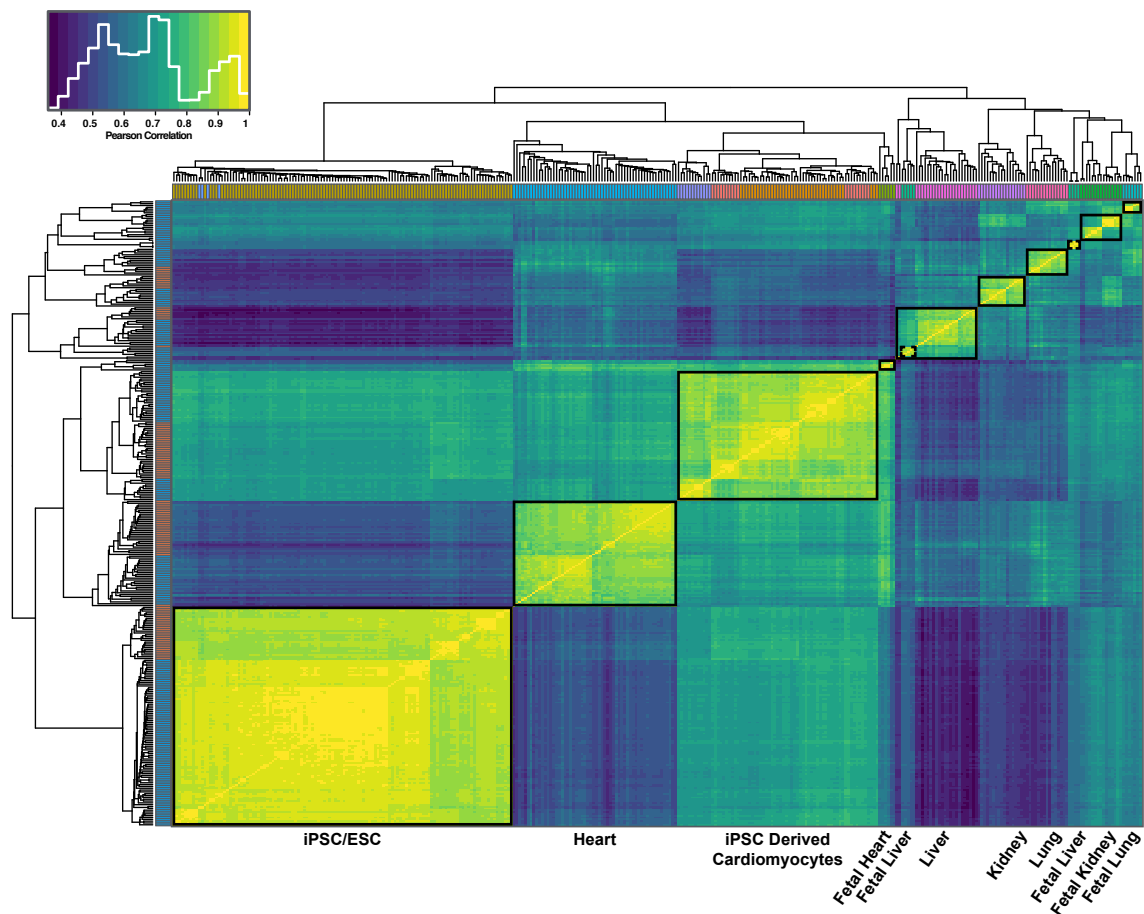 0.4 0.5 0.6 0.7 0.8 0.9 1
Pearson Correlation
iPSC/ESC
Heart
iPSC Derived
Cardiomyocytes
Fetal Heart
Fetal Liver
Liver
Kidney
Lung
Fetal Liver
Fetal Kidney
Fetal Lung